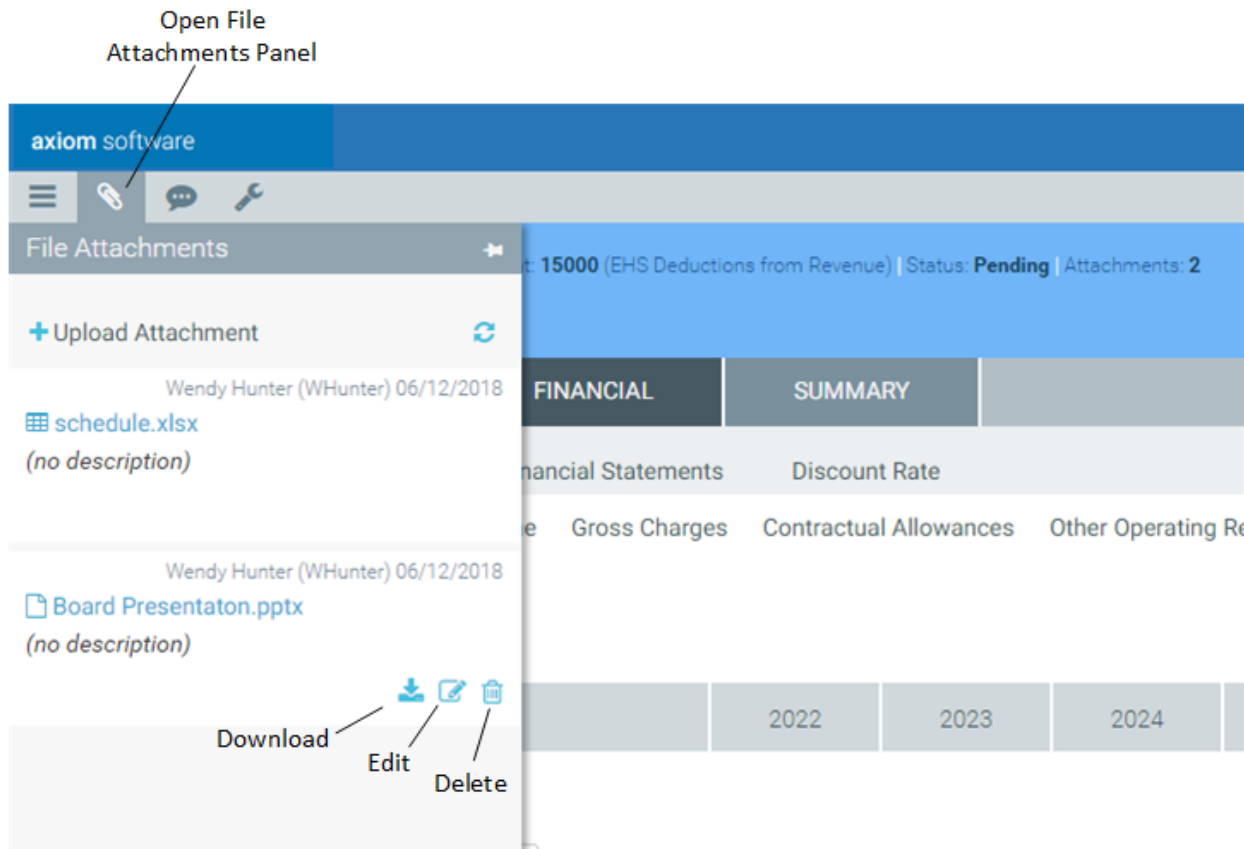 Open File
Attachments Panel
axiom software
File Attachments
t: 15000 (EHS Deductions from Revenue) | Status: Pending | Attachments: 2
+ Upload Attachment
Wendy Hunter (WHunter) 06/12/2018
FINANCIAL SUMMARY
schedule.xlsx
(no description)
nancial Statements Discount Rate
e Gross Charges Contractual Allowances Other Operating Re
Wendy Hunter (WHunter) 06/12/2018
Board Presentaton.pptx
(no description)
2022 2023 2024
Download
Edit
Delete